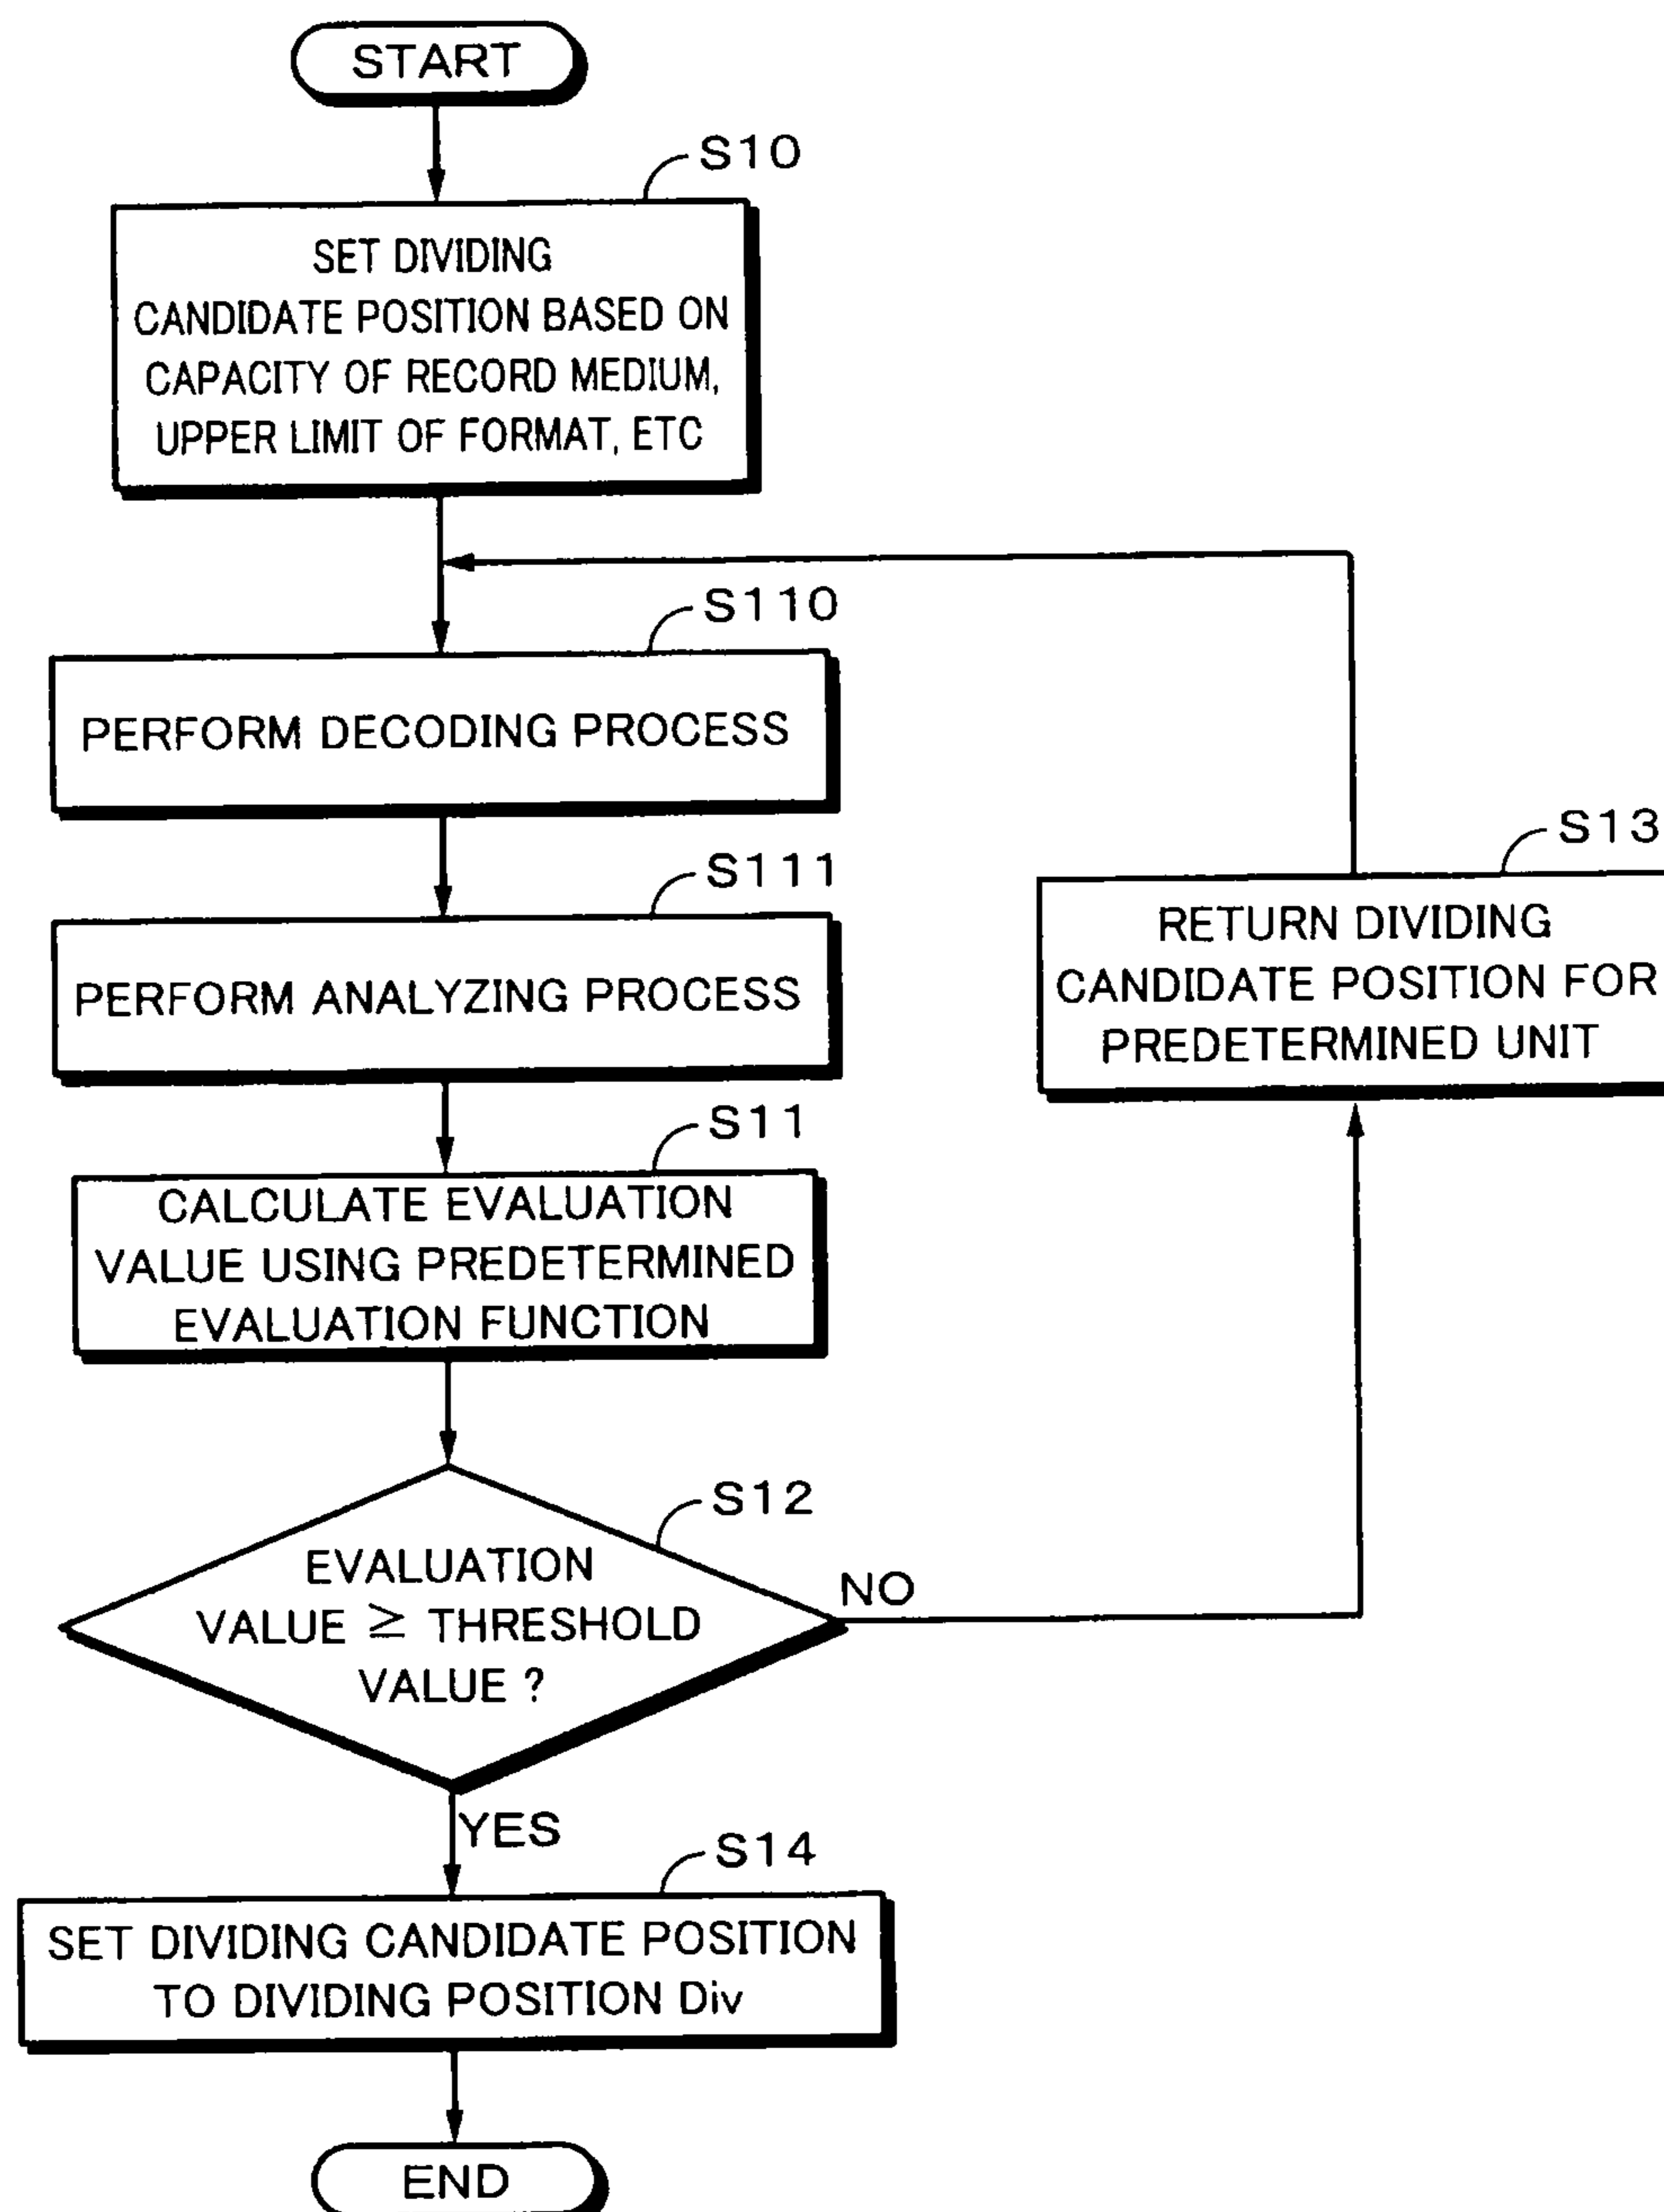 START
S10
SET DIVIDING
CANDIDATE POSITION BASED ON
CAPACITY OF RECORD MEDIUM,
UPPER LIMIT OF FORMAT, ETC
S110
PERFORM DECODING PROCESS
S111
PERFORM ANALYZING PROCESS
S13
RETURN DIVIDING
CANDIDATE POSITION FOR
PREDETERMINED UNIT
S11
CALCULATE EVALUATION
VALUE USING PREDETERMINED
EVALUATION FUNCTION
S12
EVALUATION
VALUE ≧ THRESHOLD
VALUE ?
NO
YES
S14
SET DIVIDING CANDIDATE POSITION
TO DIVIDING POSITION Div
END